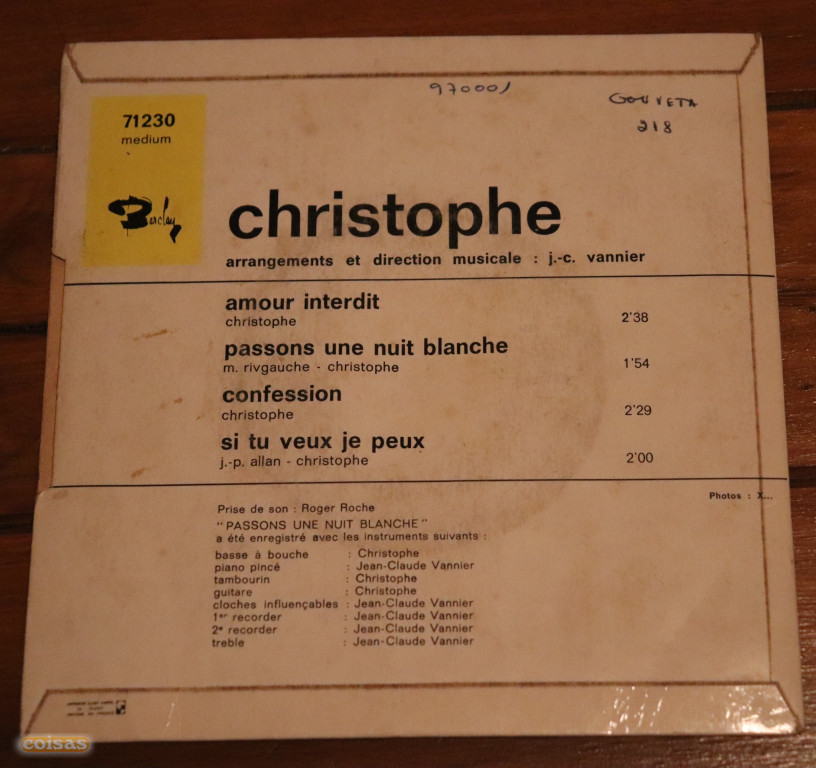 970001
71230
medium
Barclay
christophe
arrangements et direction musicale : j.-c. vannier
amour interdit
christophe 2'38
passons une nuit blanche
m. rivgauche - christophe 1'54
confession
christophe 2'29
si tu veux je peux
j.-p. allan - christophe 2'00
Photos : X...
Prise de son : Roger Roche
"PASSONS UNE NUIT BLANCHE"
a été enregistré avec les instruments suivants :
basse à bouche : Christophe
piano pincé : Jean-Claude Vannier
tambourin : Christophe
guitare : Christophe
cloches influençables : Jean-Claude Vannier
1er recorder : Jean-Claude Vannier
2e recorder : Jean-Claude Vannier
treble : Jean-Claude Vannier
218
coisas